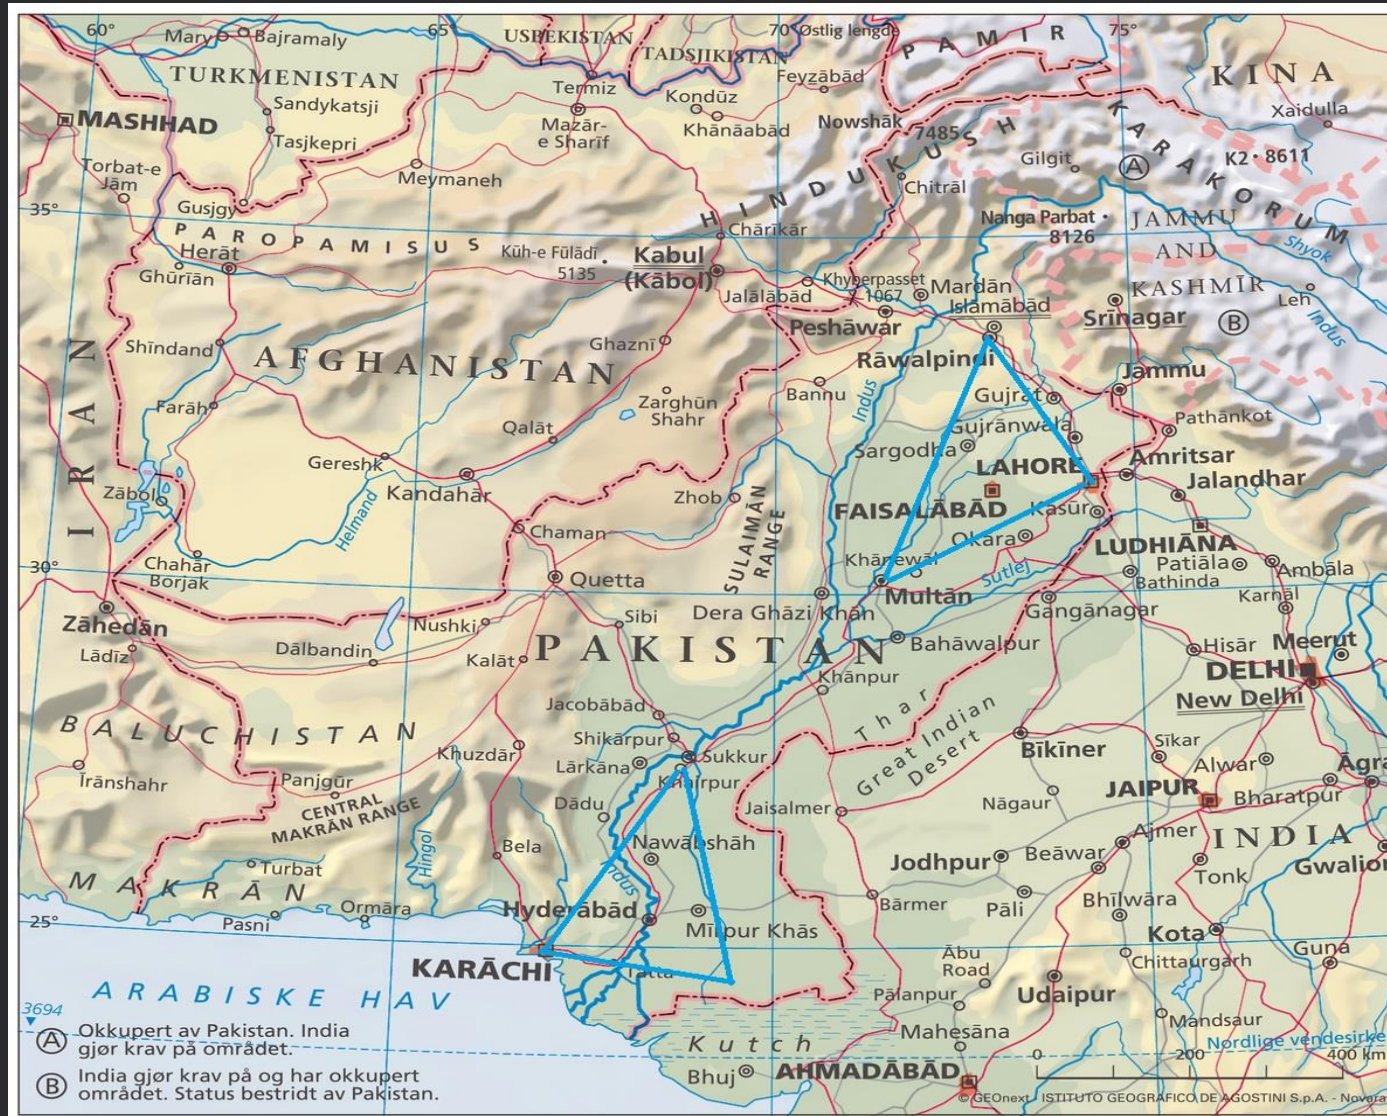 60°
65°
70° Østlig lengde
75°
Mary
Bajramaly
USBEKISTAN
TADSJIKISTAN
PAMIR
KINA
TURKMENISTAN
Termiz
Feyzābād
Kondūz
Sandykatsji
Xaidulla
MASHHAD
Mazār-
e Sharīf
Khānāabād
Nowshāk
7485
HINDUKUSH
KARAKORUM
Tasjkepri
Gilgit
A
K2 · 8611
Torbat-e
Jām
Meymaneh
Chitrāl
35°
Gusjgy
Nanga Parbat
8126
JAMMU
AND
KASHMĪR
Shyok
PAROPAMISUS
Chārīkār
Herāt
Kūh-e Fūlādī
5135
Kabul
(Kābol)
Ghūrīān
Khyberpasset
1067
Mardān
Islāmābād
Leh
Indus
Jalālābād
Srīnagar
B
Peshāwar
Shīndand
AFGHANISTAN
Ghaznī
Rāwalpindi
IRAN
Jammu
Bannu
Indus
Gujrāt
Farāh
Zarghūn
Shahr
Pathānkot
Qalāt
Gujrānwāla
Sargodha
Gereshk
LAHORE
Amritsar
Zābol
Kandahār
Zhob
Jalandhar
FAISALĀBĀD
Kasūr
Helmand
Chaman
SULAIMĀN
RANGE
Okara
LUDHIĀNA
Chahār
Borjak
30°
Khānewāl
Sutlej
Patiāla
Ambāla
Quetta
Bathinda
Multān
Karnāl
Zāhedān
Nushki
Sibi
Dera Ghāzi Khān
Gangānagar
Lādīz
Dālbandin
Kalāt
PAKISTAN
Bahāwalpur
Hisār
Meerut
DELHI
New Delhi
Khānpur
Jacobābād
Thar
Great Indian
Desert
BALUCHISTAN
Khuzdār
Shikārpur
Sukkur
Bīkīner
Sīkar
Lārkāna
Khairpur
Alwar
Āgra
Īrānshahr
Panjgūr
CENTRAL
MAKRĀN RANGE
Dādu
Jaisalmer
Nāgaur
JAIPUR
Bharatpur
Hingol
Bela
Nawābshāh
Ajmer
INDIA
Turbat
Jodhpur
Beāwar
Gwalior
MAKRĀN
Indus
Tonk
Ormāra
Hyderābād
Bārmer
Pāli
Bhīlwāra
25°
Pasni
Mīrpur Khās
Kota
Guna
KARĀCHI
Tatta
Ābu
Road
Chittaurgarh
ARABISKE HAV
Pālanpur
Udaipur
3694
Mandsaur
A Okkupert av Pakistan. India
gjør krav på området.
Kutch
Mahesāna
Nordlige vendesirkel
B India gjør krav på og har okkupert
området. Status bestridt av Pakistan.
Bhuj
AHMADĀBĀD
0 200 400 km
© GEOnext - ISTITUTO GEOGRAFICO DE AGOSTINI S.p.A. - Novara